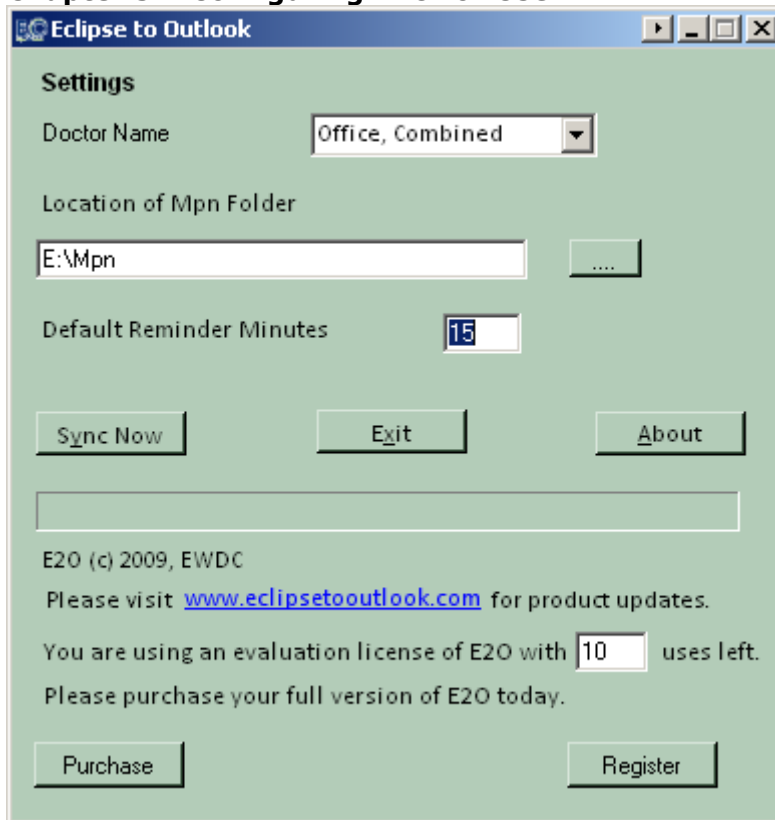 Eclipse to Outlook
Settings
Doctor Name Office, Combined
Location of Mpn Folder
E:\Mpn ....
Default Reminder Minutes 15
Sync Now Exit About
E2O (c) 2009, EWDC
Please visit www.eclipsetooutlook.com for product updates.
You are using an evaluation license of E2O with 10 uses left.
Please purchase your full version of E2O today.
Purchase Register